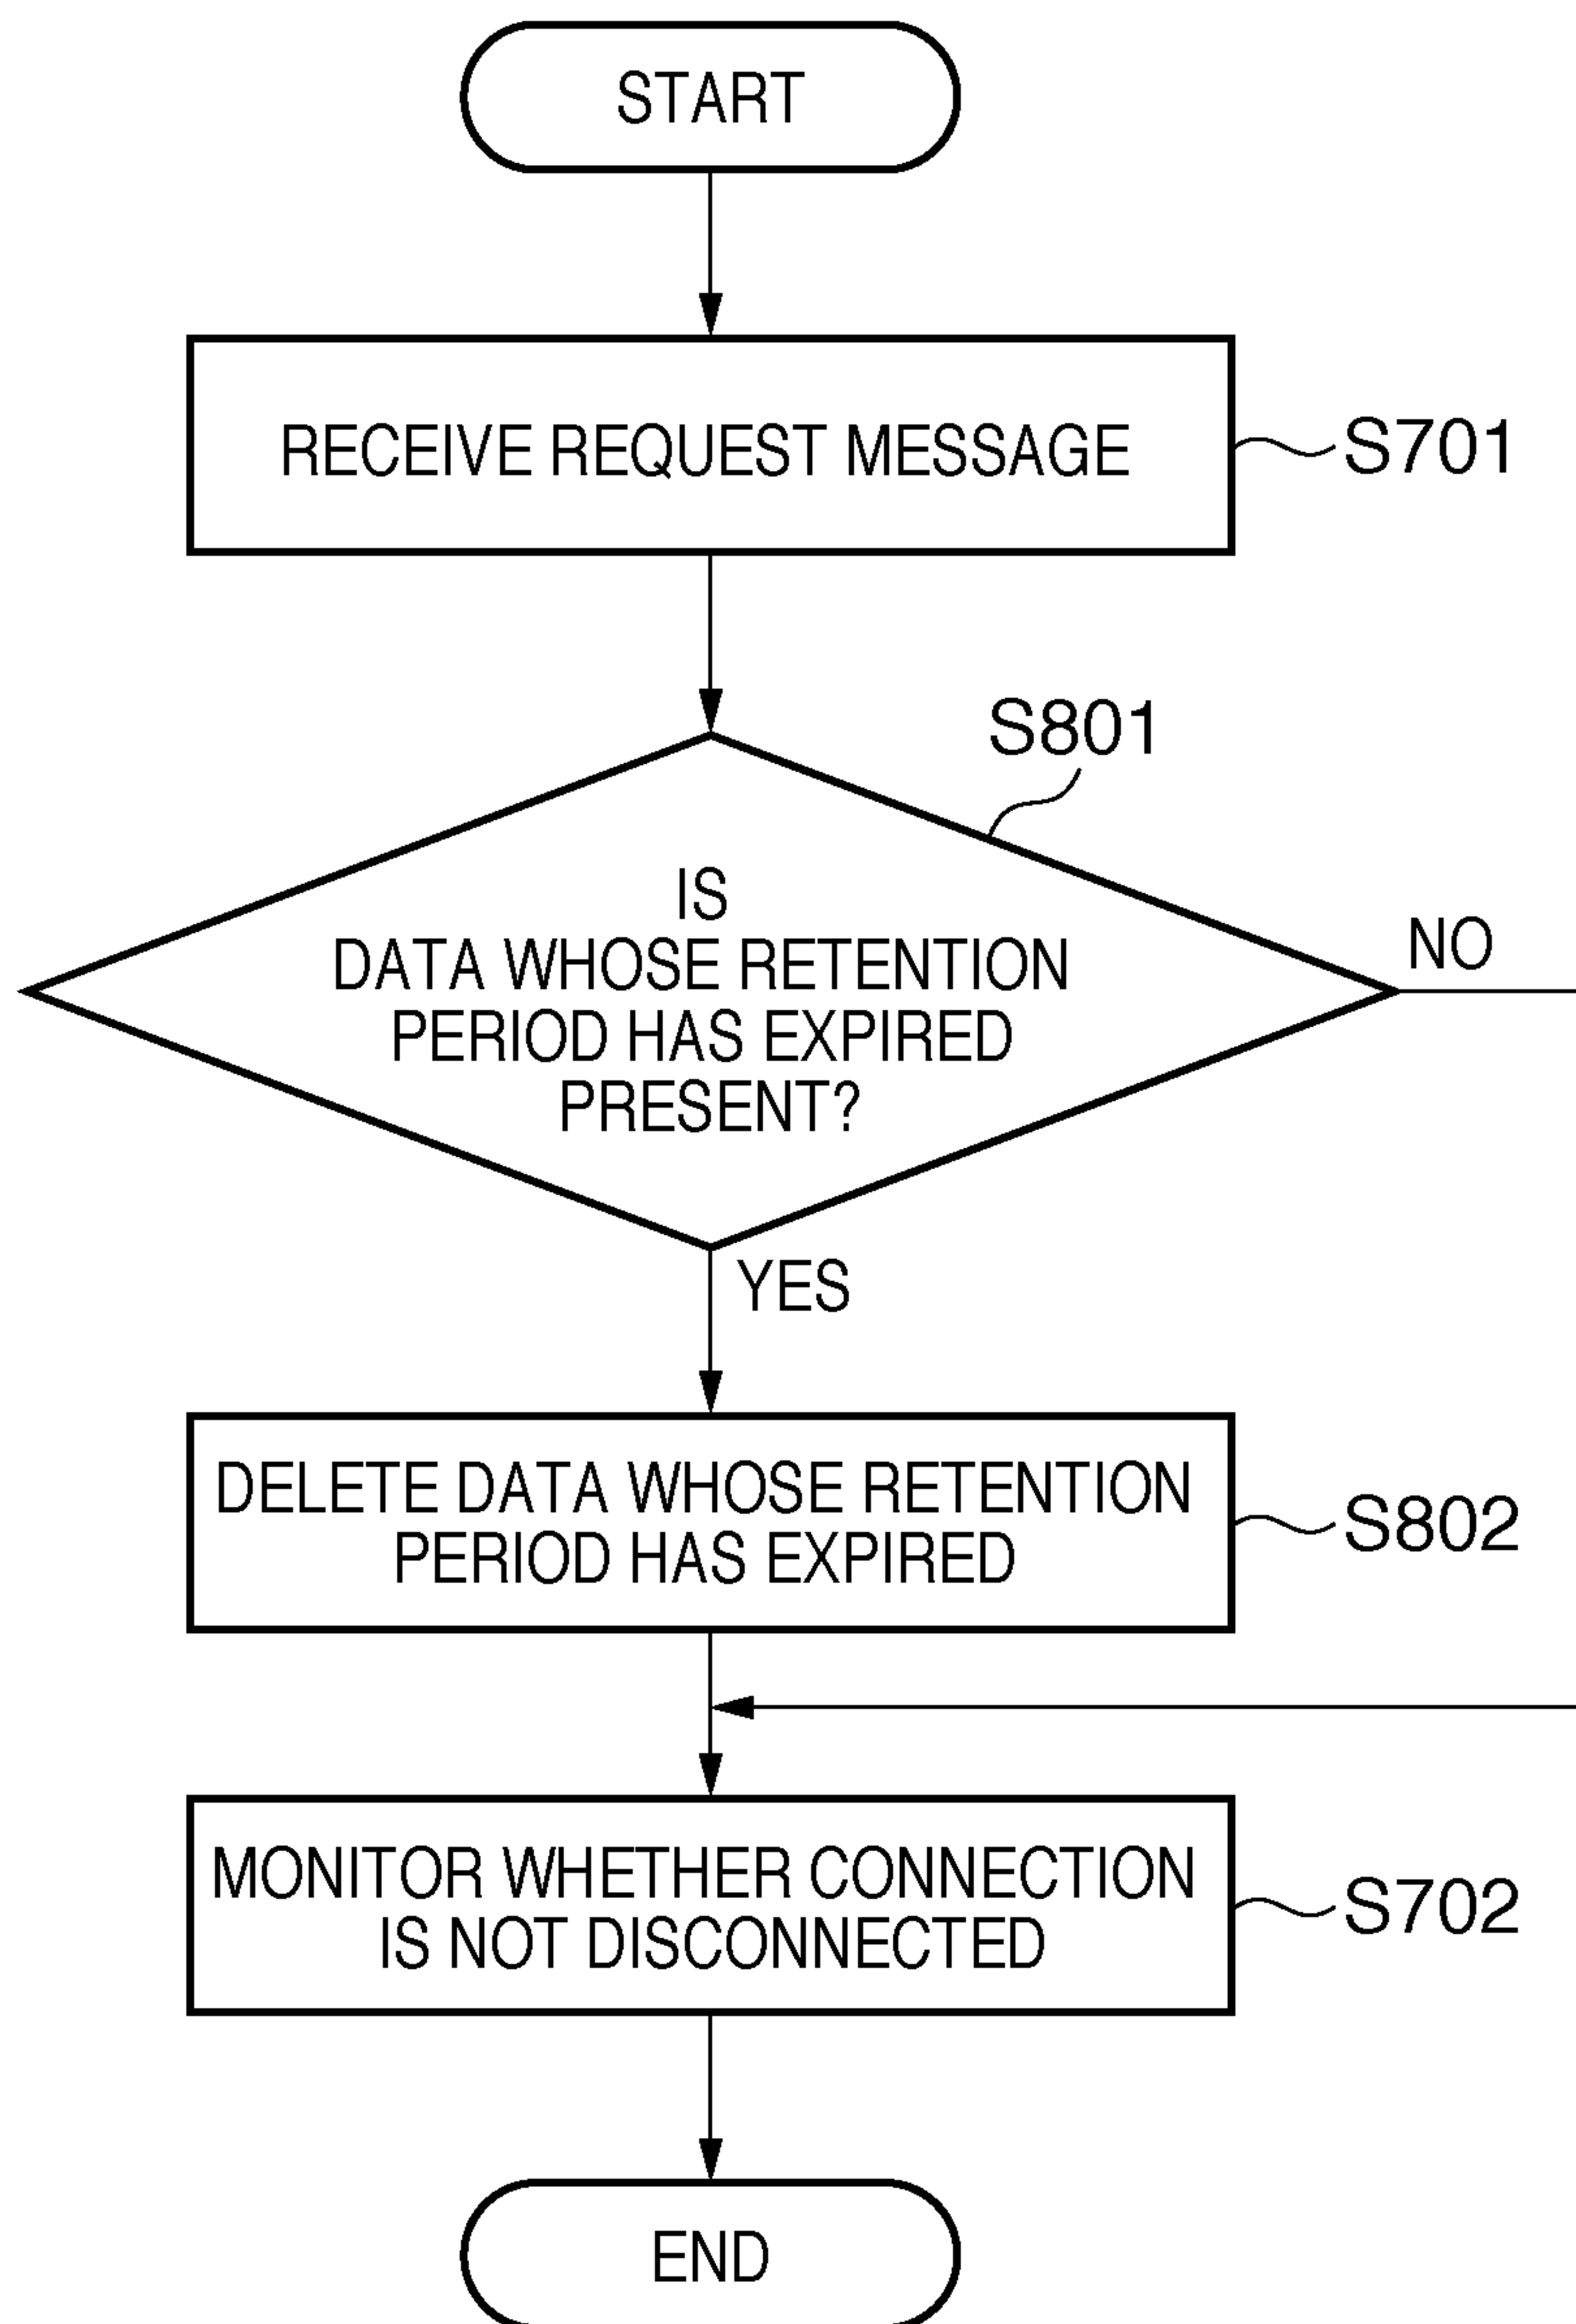 START
RECEIVE REQUEST MESSAGE
S701
S801
IS
DATA WHOSE RETENTION
PERIOD HAS EXPIRED
PRESENT?
NO
YES
DELETE DATA WHOSE RETENTION
PERIOD HAS EXPIRED
S802
MONITOR WHETHER CONNECTION
IS NOT DISCONNECTED
S702
END